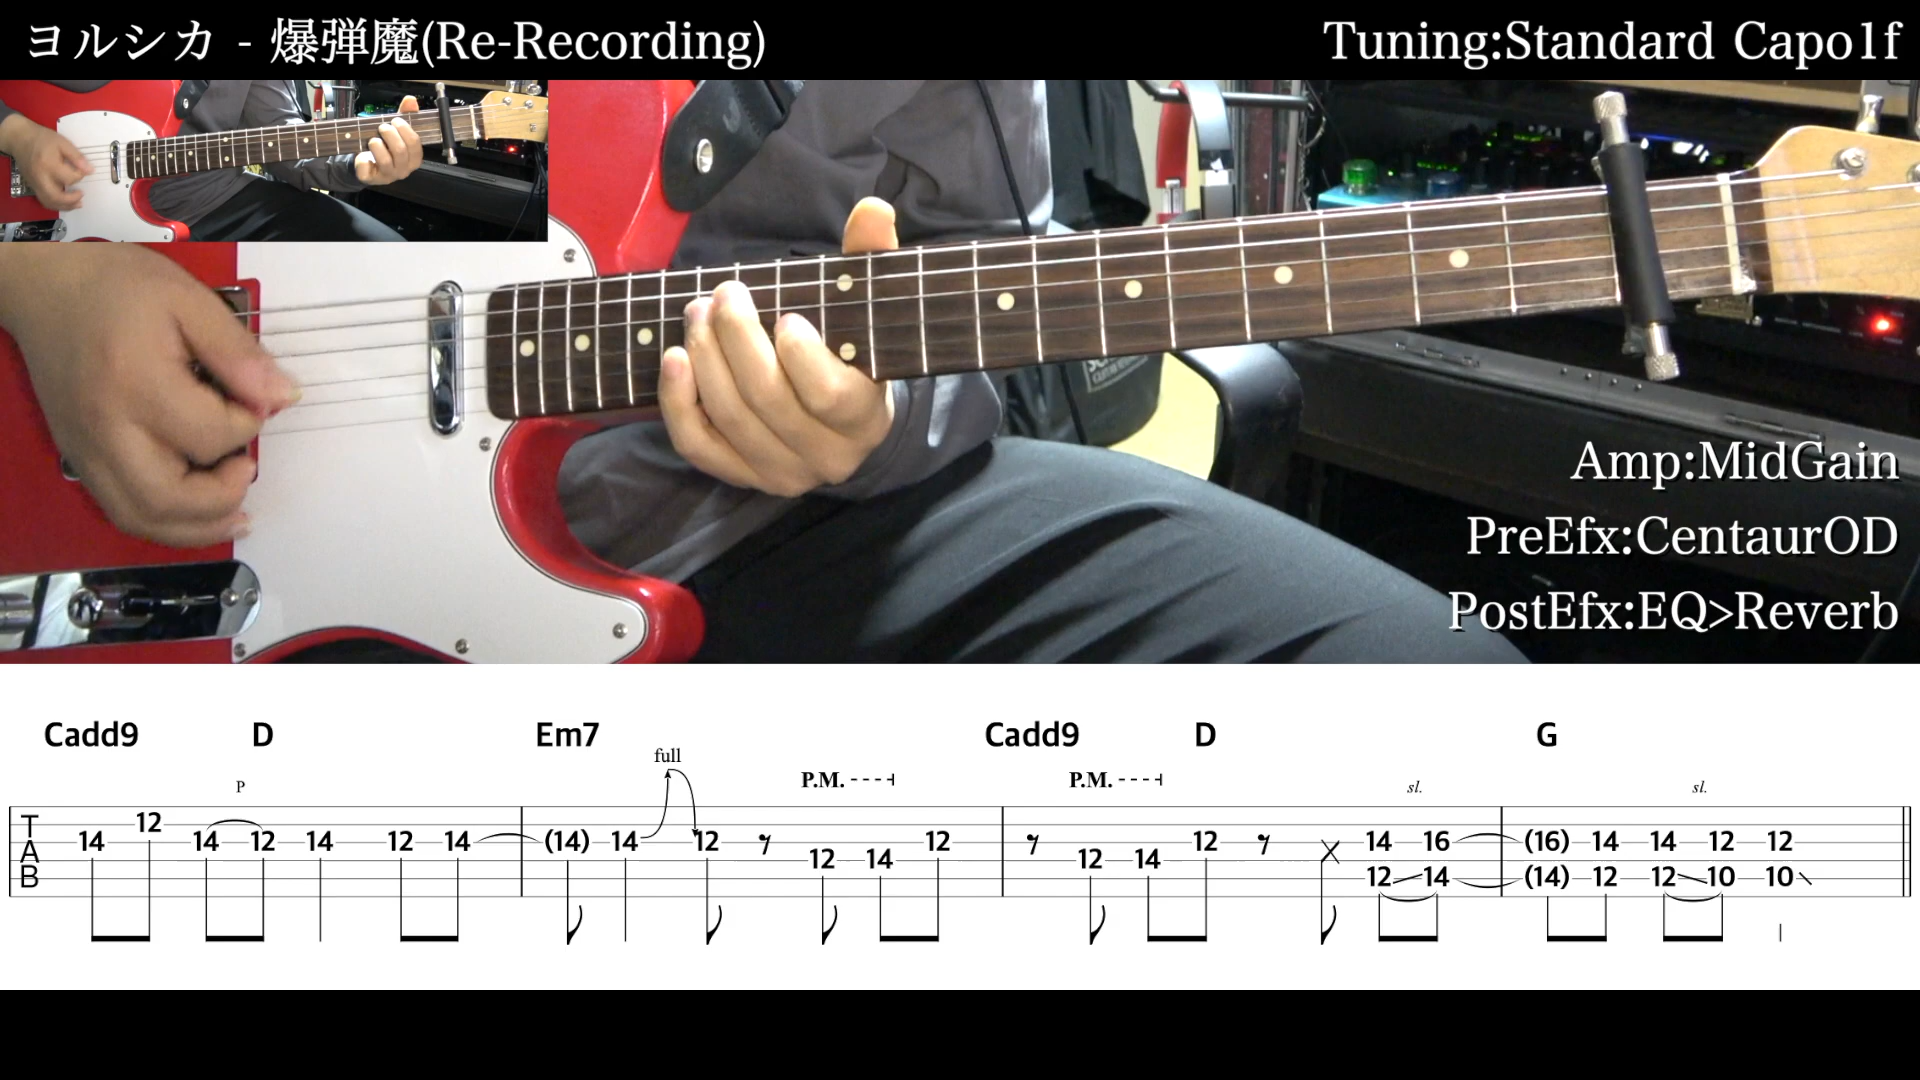 ヨルシカ - 爆弾魔(Re-Recording)
Tuning:Standard Capo1f
Amp:MidGain
PreEfx:CentaurOD
PostEfx:EQ>Reverb
Cadd9 D Em7 Cadd9 D G
full
P P.M. P.M. sl. sl.
T
A
B
12
14 14 12 14 12 14 (14) 14 12 12 12 14 16 (16) 14 14 12 12
12 14 12 14 X
12 14 (14) 12 12 10 10